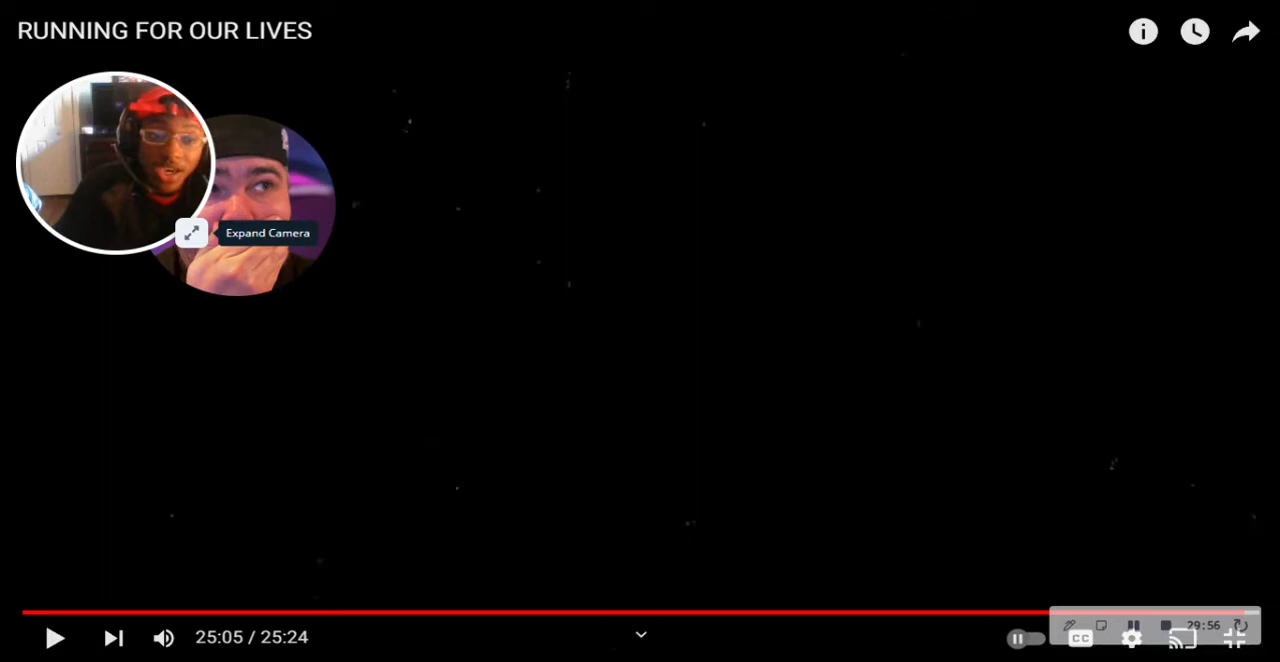 RUNNING FOR OUR LIVES
Expand Camera
25:05 / 25:24
29:56
CC